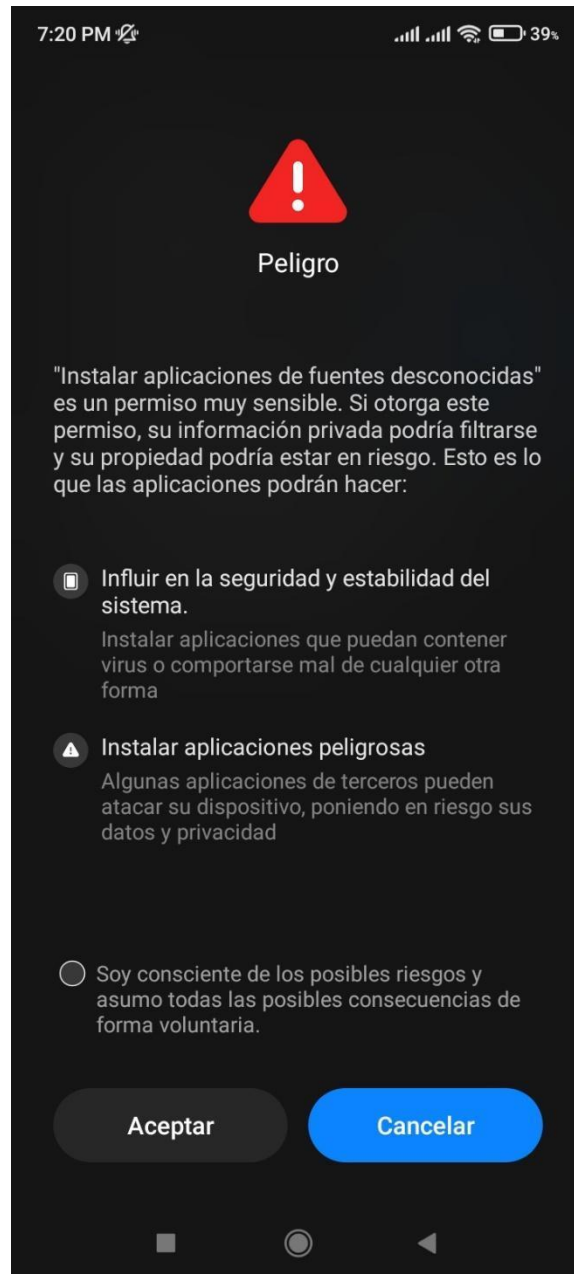 7:20 PM
39%
Peligro
"Instalar aplicaciones de fuentes desconocidas"
es un permiso muy sensible. Si otorga este
permiso, su información privada podría filtrarse
y su propiedad podría estar en riesgo. Esto es lo
que las aplicaciones podrán hacer:
Influir en la seguridad y estabilidad del
sistema.
Instalar aplicaciones que puedan contener
virus o comportarse mal de cualquier otra
forma
Instalar aplicaciones peligrosas
Algunas aplicaciones de terceros pueden
atacar su dispositivo, poniendo en riesgo sus
datos y privacidad
Soy consciente de los posibles riesgos y
asumo todas las posibles consecuencias de
forma voluntaria.
Aceptar
Cancelar